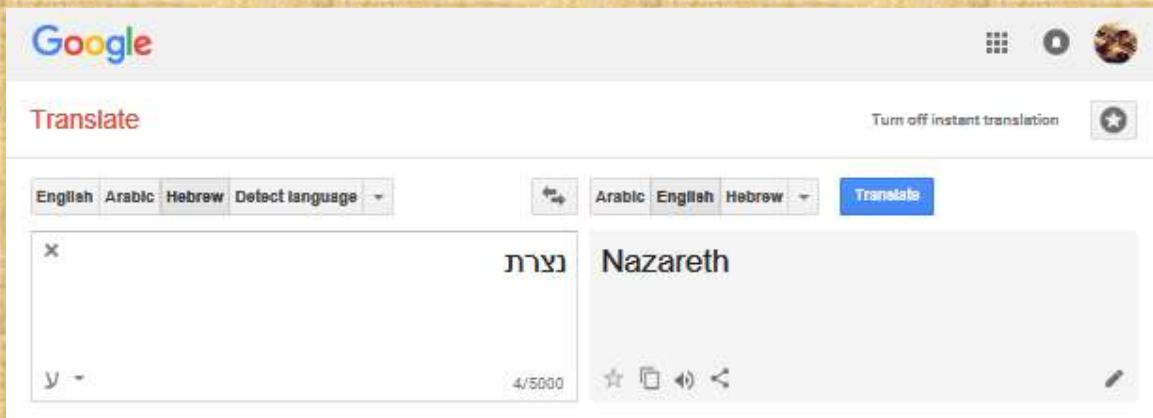 Google
Translate
Turn off instant translation
English Arabic Hebrew Detect language
Arabic English Hebrew
Translate
נצרת
Nazareth
ע
4/5000